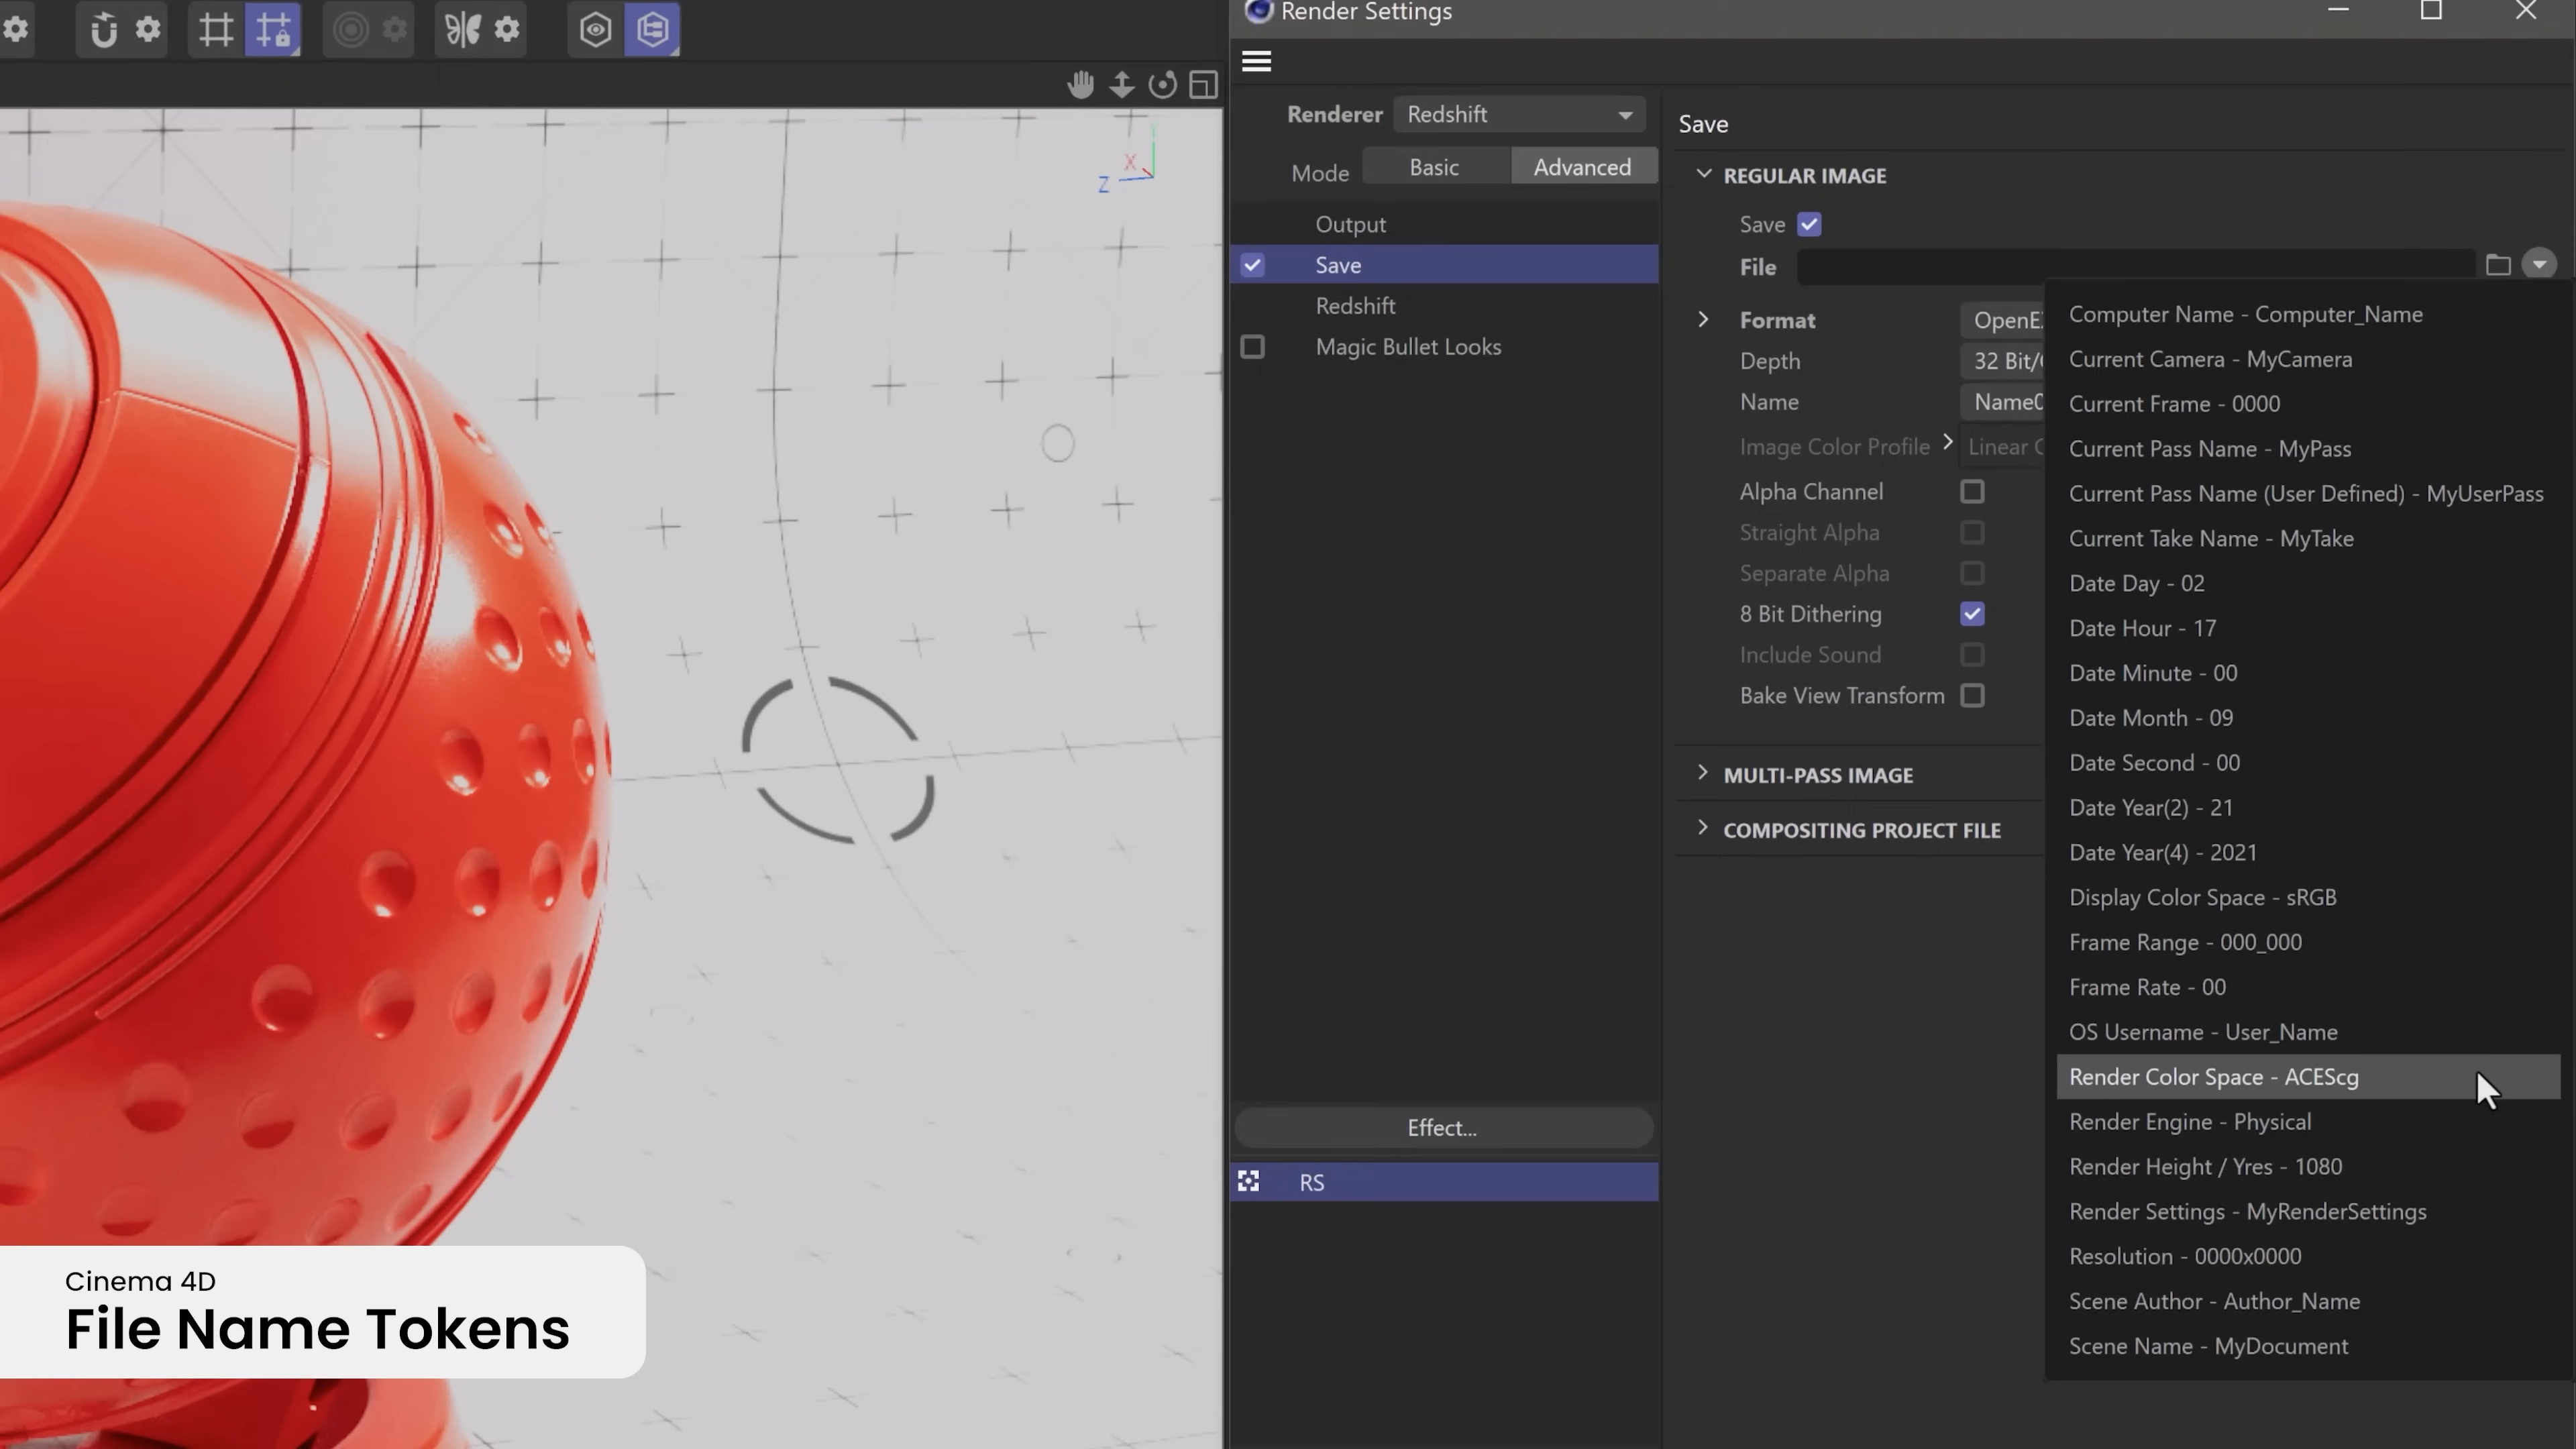 Render Settings
Renderer Redshift
Mode Basic Advanced
Output
Save
Redshift
Magic Bullet Looks
Effect...
RS
Save
REGULAR IMAGE
Save
File
Format OpenE
Depth 32 Bit/
Name Name0
Image Color Profile Linear C
Alpha Channel
Straight Alpha
Separate Alpha
8 Bit Dithering
Include Sound
Bake View Transform
MULTI-PASS IMAGE
COMPOSITING PROJECT FILE
Computer Name - Computer_Name
Current Camera - MyCamera
Current Frame - 0000
Current Pass Name - MyPass
Current Pass Name (User Defined) - MyUserPass
Current Take Name - MyTake
Date Day - 02
Date Hour - 17
Date Minute - 00
Date Month - 09
Date Second - 00
Date Year(2) - 21
Date Year(4) - 2021
Display Color Space - sRGB
Frame Range - 000_000
Frame Rate - 00
OS Username - User_Name
Render Color Space - ACEScg
Render Engine - Physical
Render Height / Yres - 1080
Render Settings - MyRenderSettings
Resolution - 0000x0000
Scene Author - Author_Name
Scene Name - MyDocument
Y
X
Z
Cinema 4D
File Name Tokens